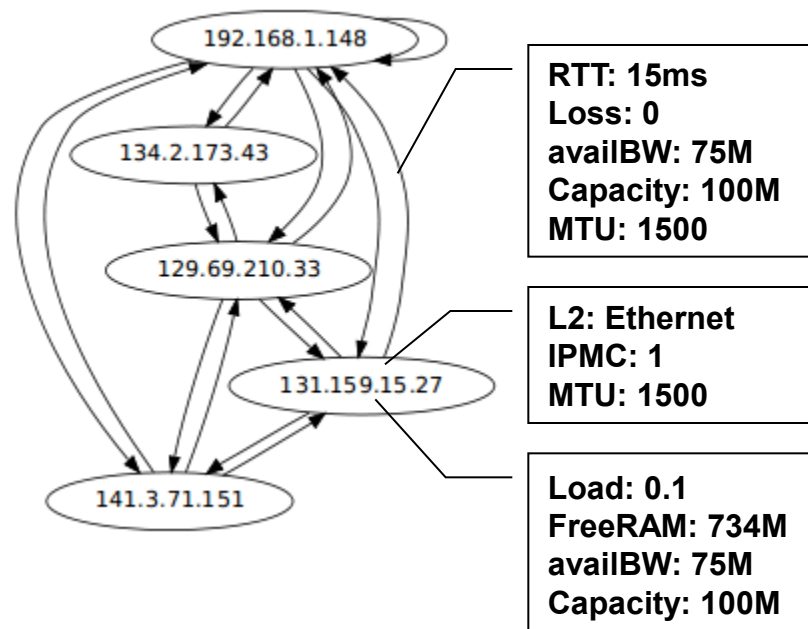 192.168.1.148
134.2.173.43
129.69.210.33
131.159.15.27
141.3.71.151
RTT: 15ms
Loss: 0
availBW: 75M
Capacity: 100M
MTU: 1500
L2: Ethernet
IPMC: 1
MTU: 1500
Load: 0.1
FreeRAM: 734M
availBW: 75M
Capacity: 100M